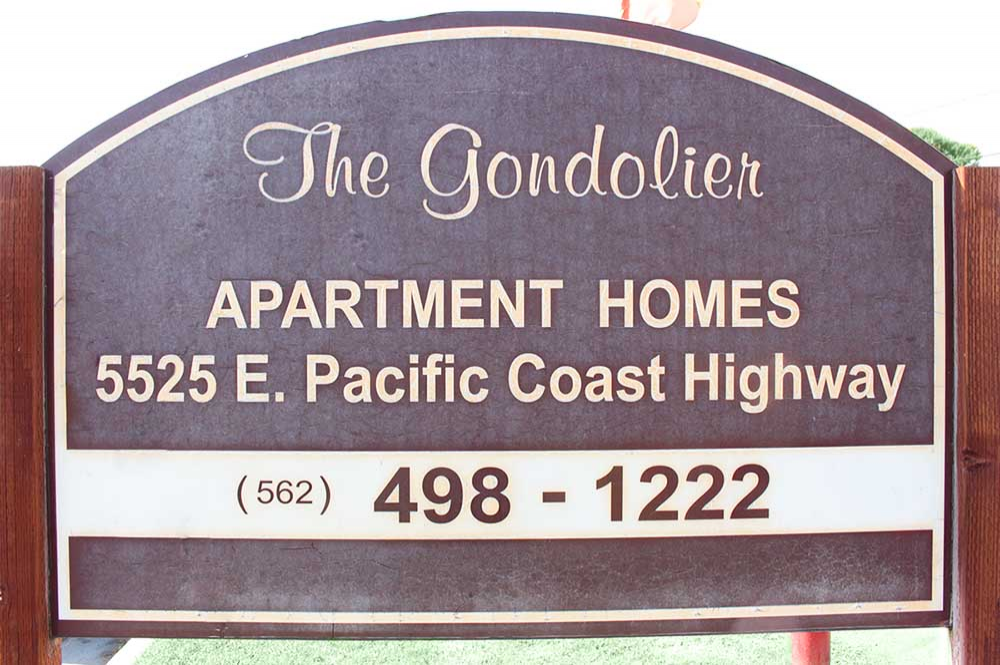 The Gondolier
APARTMENT HOMES
5525 E. Pacific Coast Highway
(562) 498 - 1222